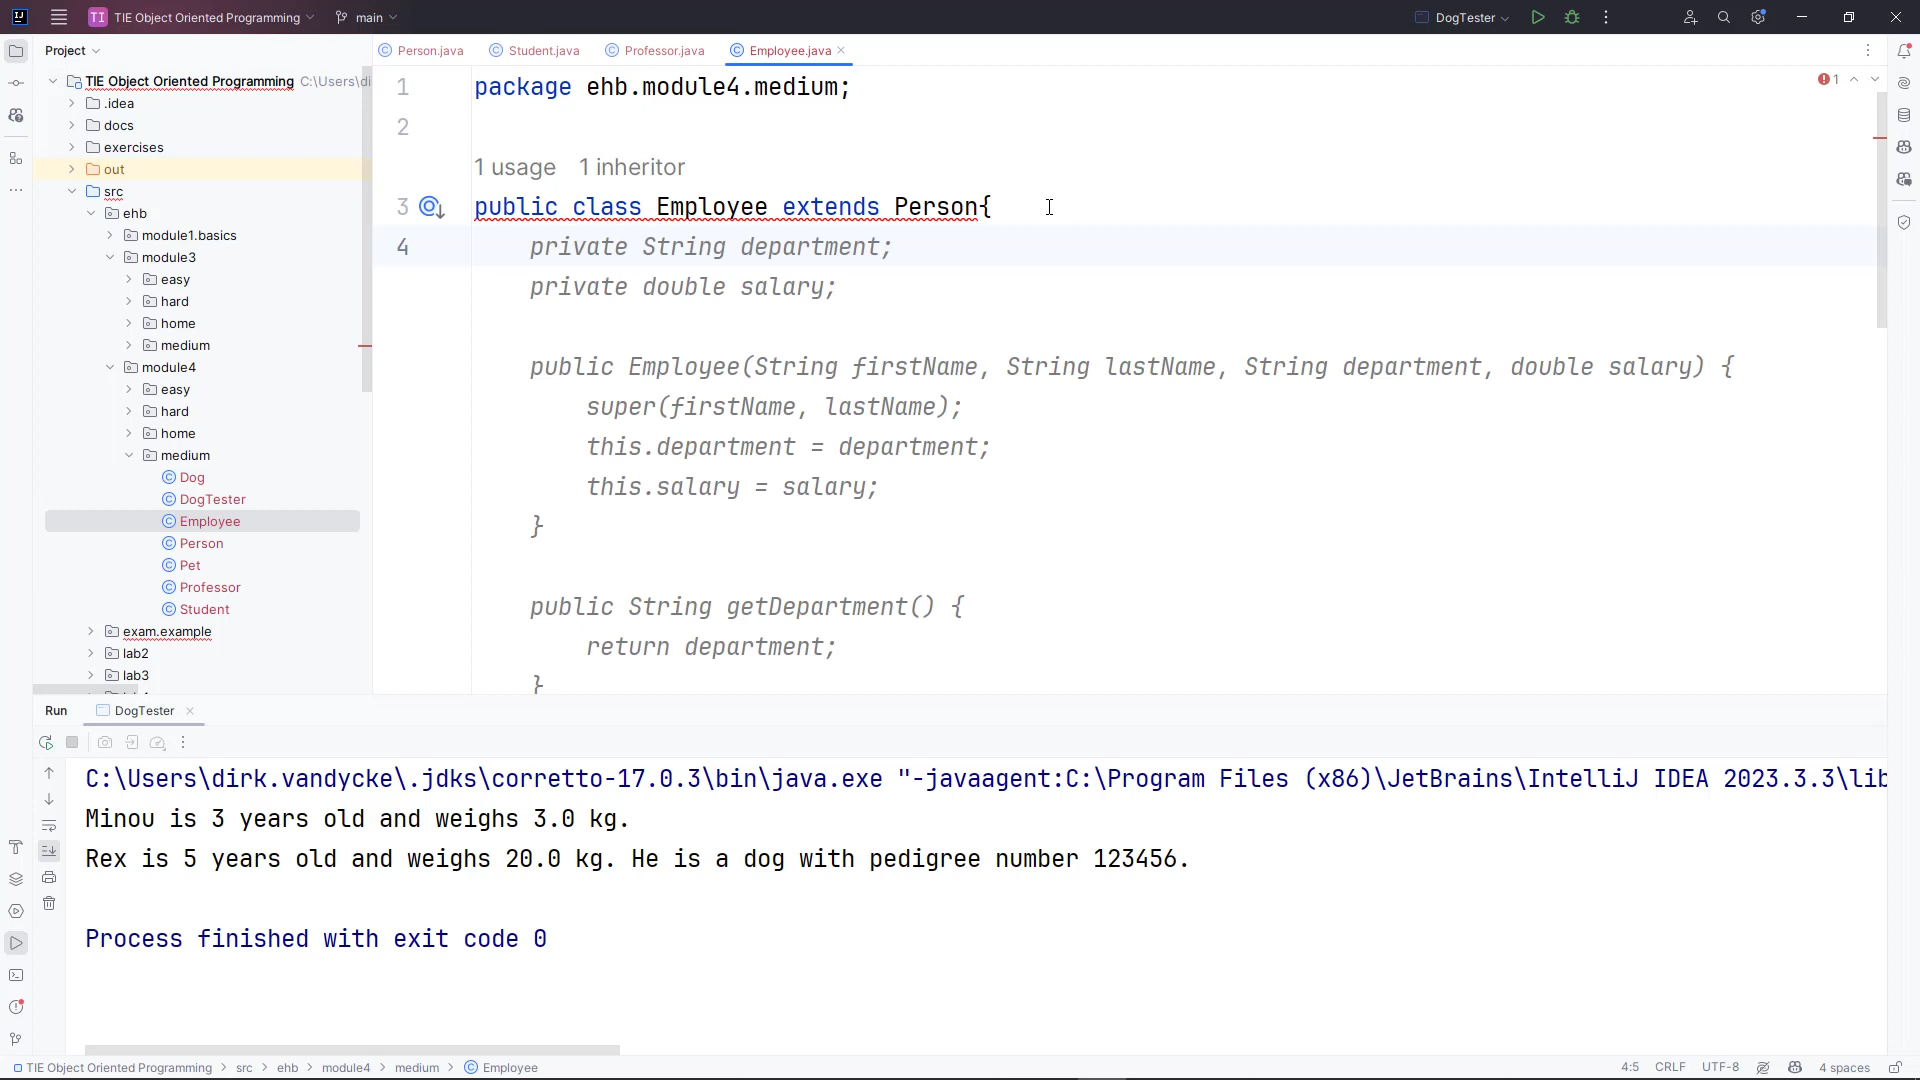 TI TIE Object Oriented Programming main DogTester
Project
Person.java Student.java Professor.java Employee.java
TIE Object Oriented Programming C:\Users\di
.idea
docs
exercises
out
src
ehb
module1.basics
module3
easy
hard
home
medium
module4
easy
hard
home
medium
Dog
DogTester
Employee
Person
Pet
Professor
Student
exam.example
lab2
lab3
1 package ehb.module4.medium;
1
2
1 usage 1 inheritor
3 public class Employee extends Person{
4 private String department;
private double salary;
public Employee(String firstName, String lastName, String department, double salary) {
super(firstName, lastName);
this.department = department;
this.salary = salary;
}
public String getDepartment() {
return department;
}
Run DogTester
C:\Users\dirk.vandycke\.jdks\corretto-17.0.3\bin\java.exe "-javaagent:C:\Program Files (x86)\JetBrains\IntelliJ IDEA 2023.3.3\lib
Minou is 3 years old and weighs 3.0 kg.
Rex is 5 years old and weighs 20.0 kg. He is a dog with pedigree number 123456.
Process finished with exit code 0
TIE Object Oriented Programming > src > ehb > module4 > medium > Employee 4:5 CRLF UTF-8 4 spaces